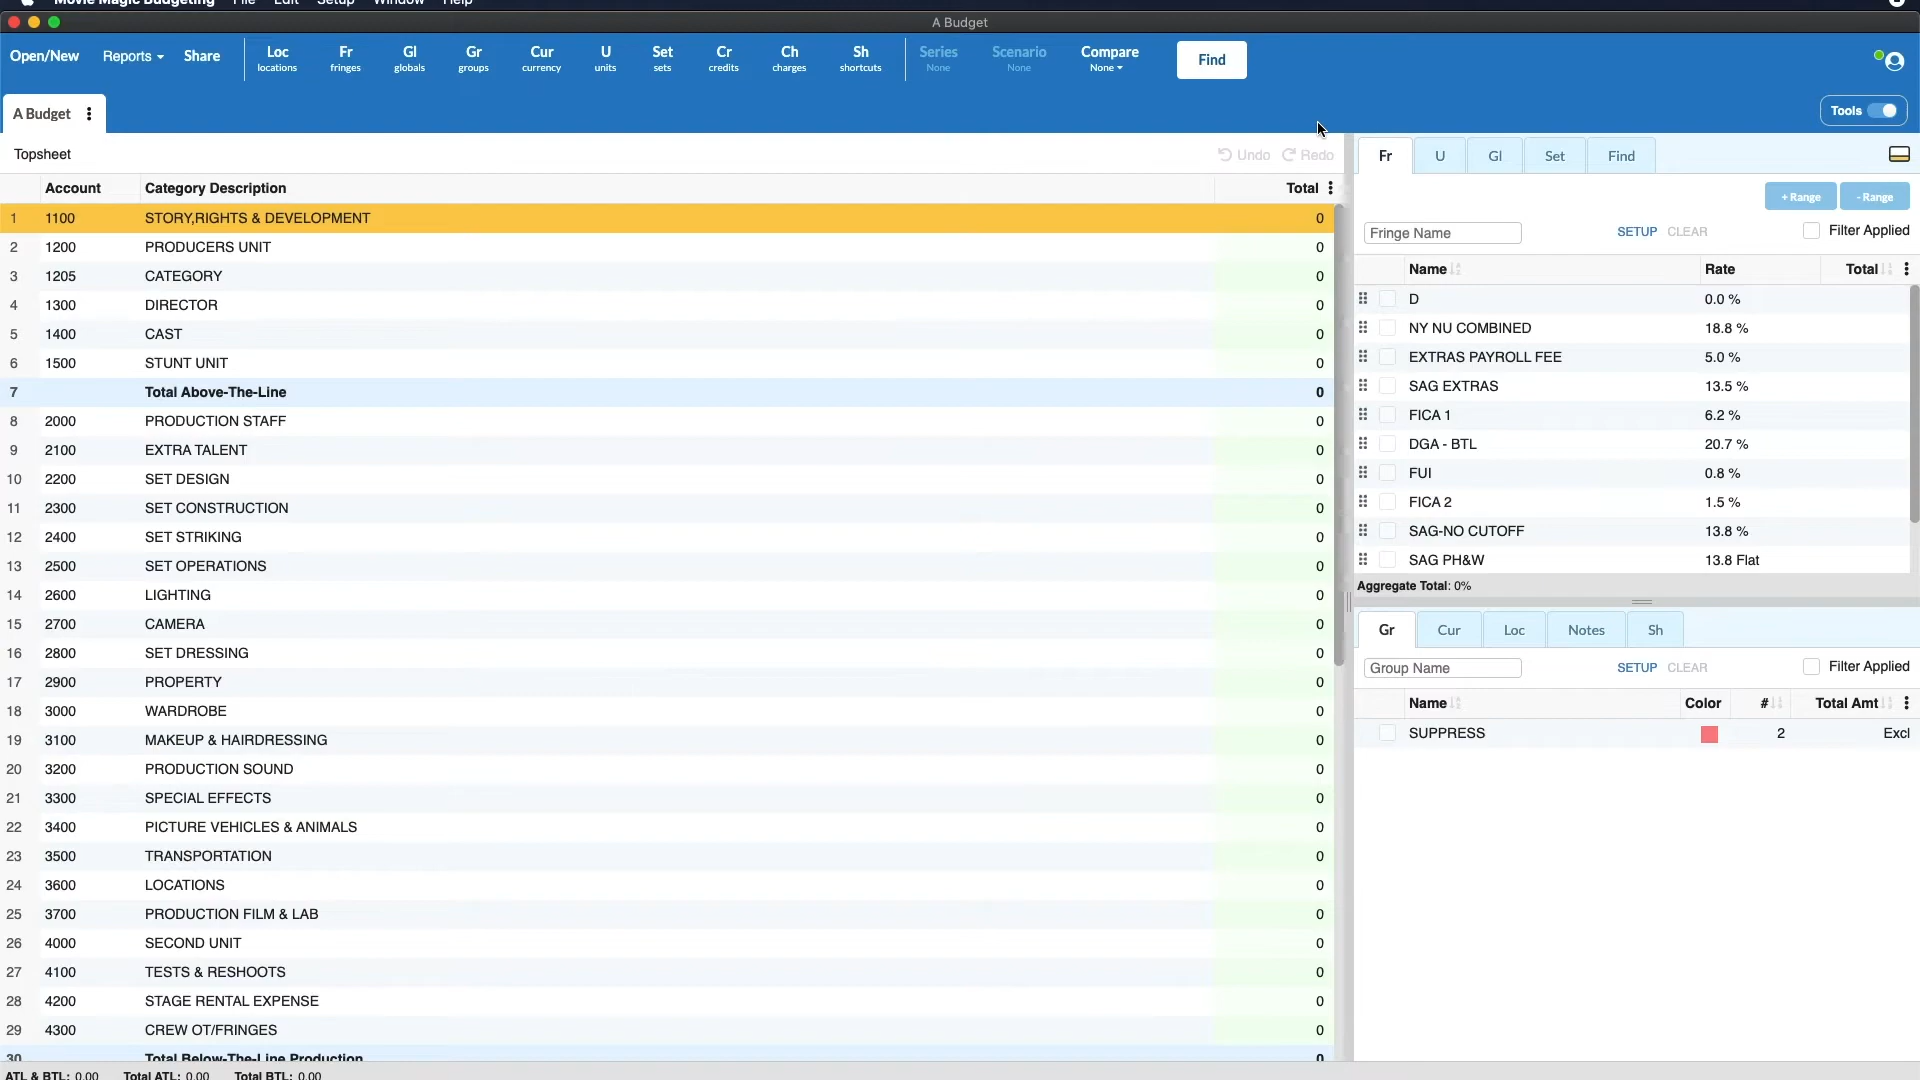 Movie Magic Budgeting File Edit Setup Window Help
A Budget
Open/New Reports Share Loc Fr Gl Gr Cur U Set Cr Ch Sh Series Scenario Compare Find
locations fringes globals groups currency units sets credits charges shortcuts None None None
A Budget Tools
Topsheet Undo Redo
Account Category Description Total
1 1100 STORY,RIGHTS & DEVELOPMENT 0
2 1200 PRODUCERS UNIT 0
3 1205 CATEGORY 0
4 1300 DIRECTOR 0
5 1400 CAST 0
6 1500 STUNT UNIT 0
7 Total Above-The-Line 0
8 2000 PRODUCTION STAFF 0
9 2100 EXTRA TALENT 0
10 2200 SET DESIGN 0
11 2300 SET CONSTRUCTION 0
12 2400 SET STRIKING 0
13 2500 SET OPERATIONS 0
14 2600 LIGHTING 0
15 2700 CAMERA 0
16 2800 SET DRESSING 0
17 2900 PROPERTY 0
18 3000 WARDROBE 0
19 3100 MAKEUP & HAIRDRESSING 0
20 3200 PRODUCTION SOUND 0
21 3300 SPECIAL EFFECTS 0
22 3400 PICTURE VEHICLES & ANIMALS 0
23 3500 TRANSPORTATION 0
24 3600 LOCATIONS 0
25 3700 PRODUCTION FILM & LAB 0
26 4000 SECOND UNIT 0
27 4100 TESTS & RESHOOTS 0
28 4200 STAGE RENTAL EXPENSE 0
29 4300 CREW OT/FRINGES 0
30 Total Below-The-Line Production 0
ATL & BTL: 0.00 Total ATL: 0.00 Total BTL: 0.00
Fr U Gl Set Find
+ Range - Range
Fringe Name SETUP CLEAR Filter Applied
Name Rate Total
D 0.0 %
NY NU COMBINED 18.8 %
EXTRAS PAYROLL FEE 5.0 %
SAG EXTRAS 13.5 %
FICA 1 6.2 %
DGA - BTL 20.7 %
FUI 0.8 %
FICA 2 1.5 %
SAG-NO CUTOFF 13.8 %
SAG PH&W 13.8 Flat
Aggregate Total: 0%
Gr Cur Loc Notes Sh
Group Name SETUP CLEAR Filter Applied
Name Color # Total Amt
SUPPRESS 2 Excl